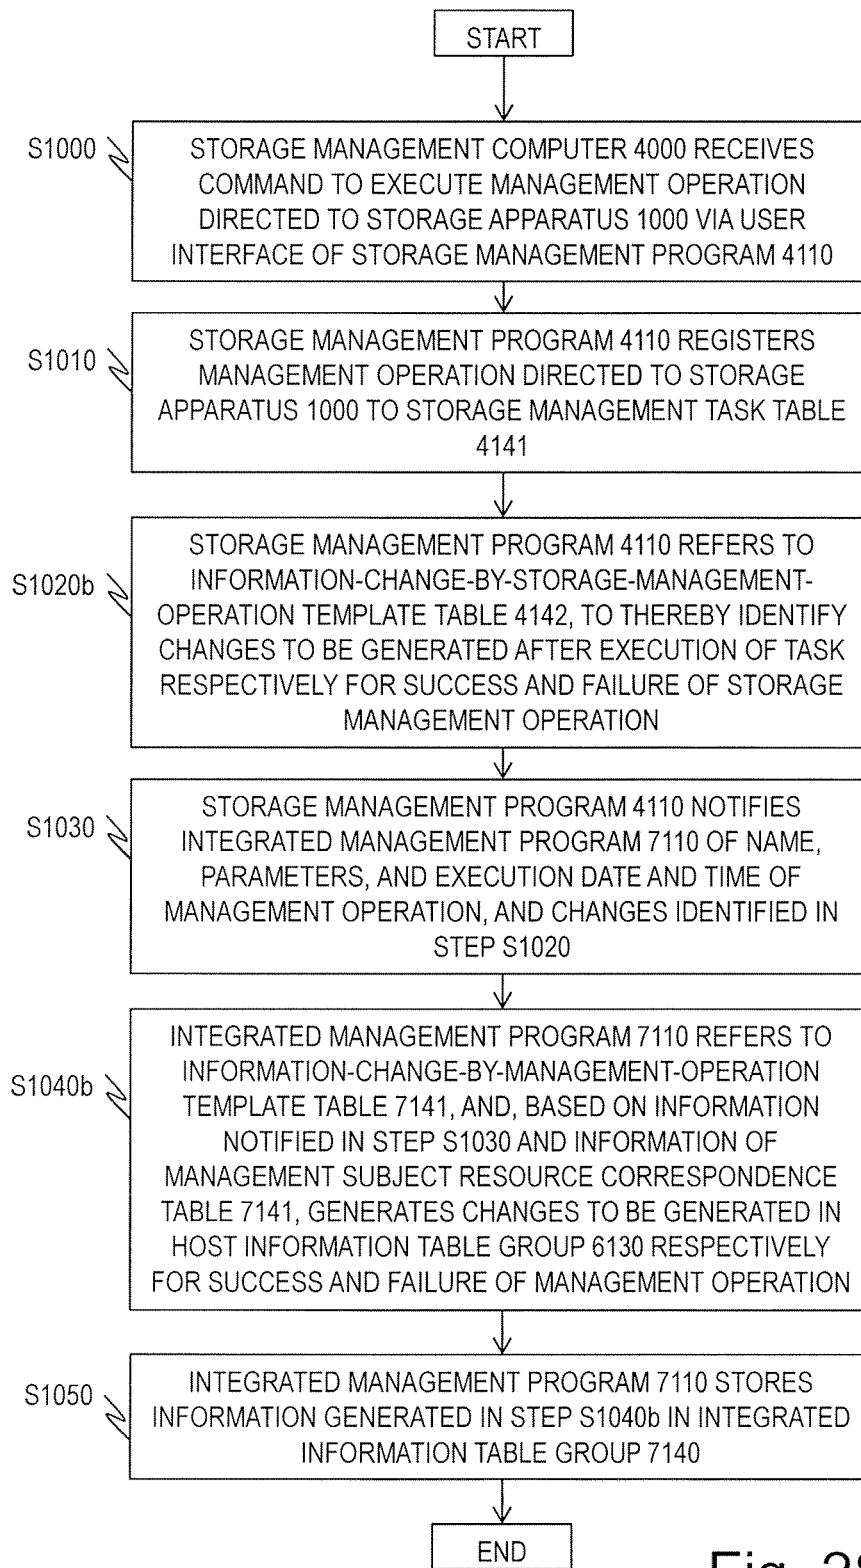 START
S1000
STORAGE MANAGEMENT COMPUTER 4000 RECEIVES
COMMAND TO EXECUTE MANAGEMENT OPERATION
DIRECTED TO STORAGE APPARATUS 1000 VIA USER
INTERFACE OF STORAGE MANAGEMENT PROGRAM 4110
S1010
STORAGE MANAGEMENT PROGRAM 4110 REGISTERS
MANAGEMENT OPERATION DIRECTED TO STORAGE
APPARATUS 1000 TO STORAGE MANAGEMENT TASK TABLE
4141
S1020b
STORAGE MANAGEMENT PROGRAM 4110 REFERS TO
INFORMATION-CHANGE-BY-STORAGE-MANAGEMENT-
OPERATION TEMPLATE TABLE 4142, TO THEREBY IDENTIFY
CHANGES TO BE GENERATED AFTER EXECUTION OF TASK
RESPECTIVELY FOR SUCCESS AND FAILURE OF STORAGE
MANAGEMENT OPERATION
S1030
STORAGE MANAGEMENT PROGRAM 4110 NOTIFIES
INTEGRATED MANAGEMENT PROGRAM 7110 OF NAME,
PARAMETERS, AND EXECUTION DATE AND TIME OF
MANAGEMENT OPERATION, AND CHANGES IDENTIFIED IN
STEP S1020
S1040b
INTEGRATED MANAGEMENT PROGRAM 7110 REFERS TO
INFORMATION-CHANGE-BY-MANAGEMENT-OPERATION
TEMPLATE TABLE 7141, AND, BASED ON INFORMATION
NOTIFIED IN STEP S1030 AND INFORMATION OF
MANAGEMENT SUBJECT RESOURCE CORRESPONDENCE
TABLE 7141, GENERATES CHANGES TO BE GENERATED IN
HOST INFORMATION TABLE GROUP 6130 RESPECTIVELY
FOR SUCCESS AND FAILURE OF MANAGEMENT OPERATION
S1050
INTEGRATED MANAGEMENT PROGRAM 7110 STORES
INFORMATION GENERATED IN STEP S1040b IN INTEGRATED
INFORMATION TABLE GROUP 7140
END
Fig.